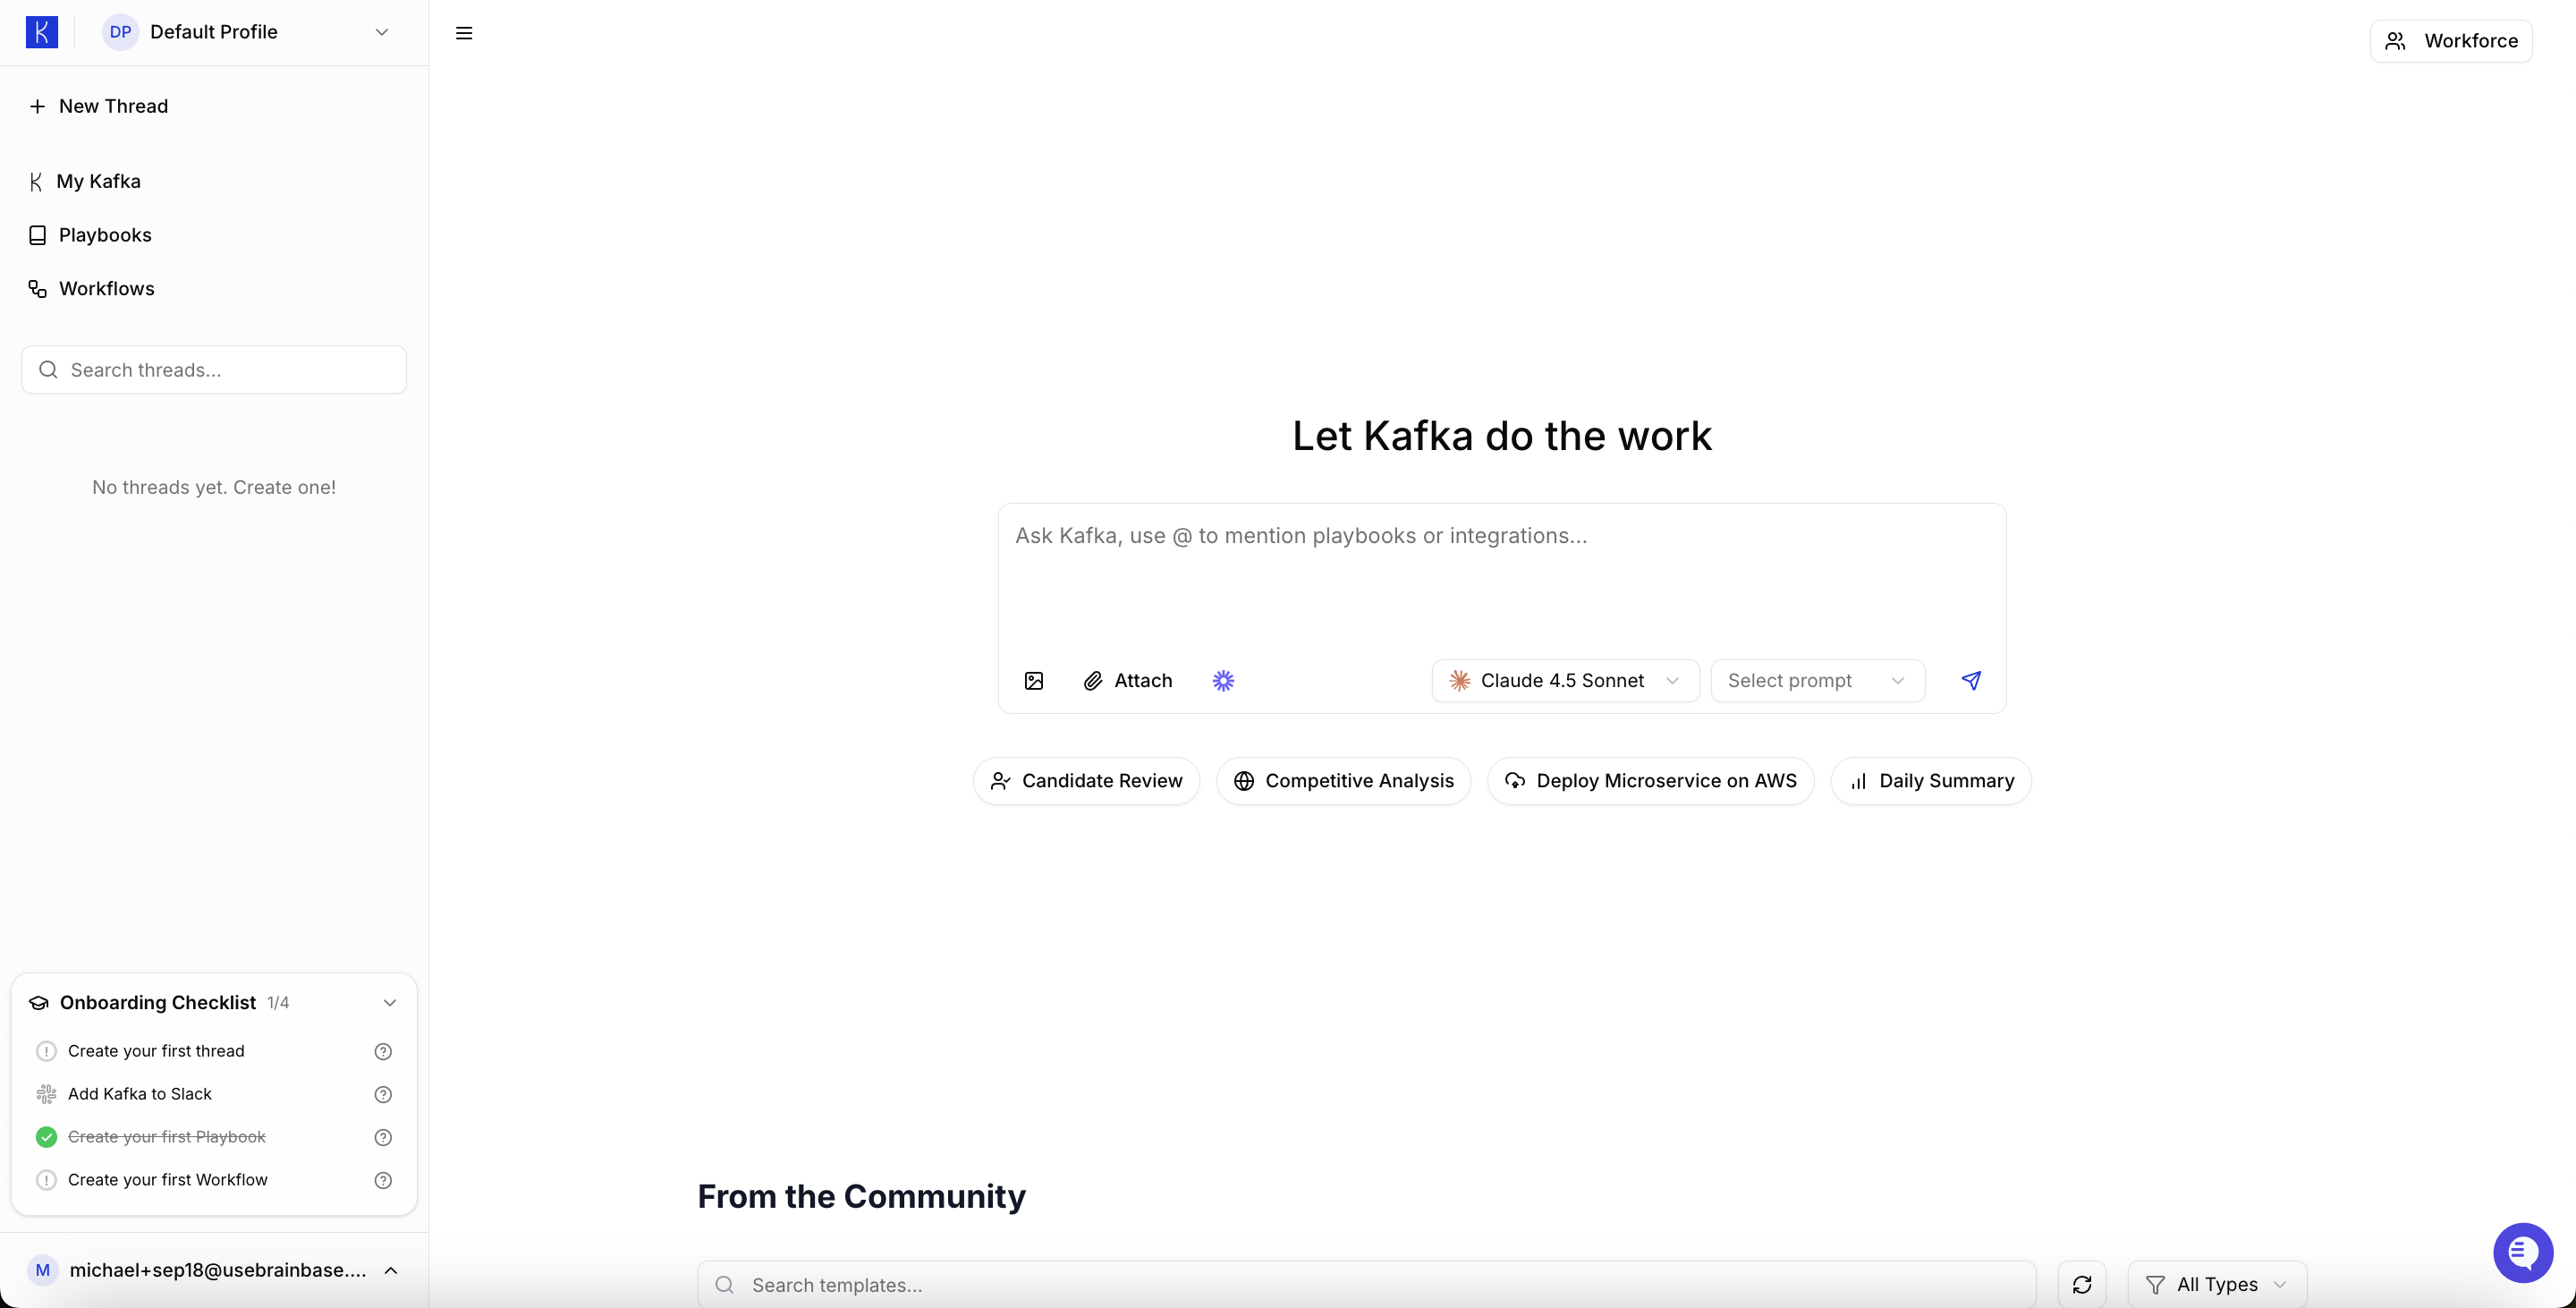 DP Default Profile
New Thread
My Kafka
Playbooks
Workflows
Search threads...
No threads yet. Create one!
Onboarding Checklist 1/4
Create your first thread
Add Kafka to Slack
Create your first Playbook
Create your first Workflow
M michael+sep18@usebrainbase....
Workforce
Let Kafka do the work
Ask Kafka, use @ to mention playbooks or integrations...
Attach Claude 4.5 Sonnet Select prompt
Candidate Review Competitive Analysis Deploy Microservice on AWS Daily Summary
From the Community
Search templates... All Types